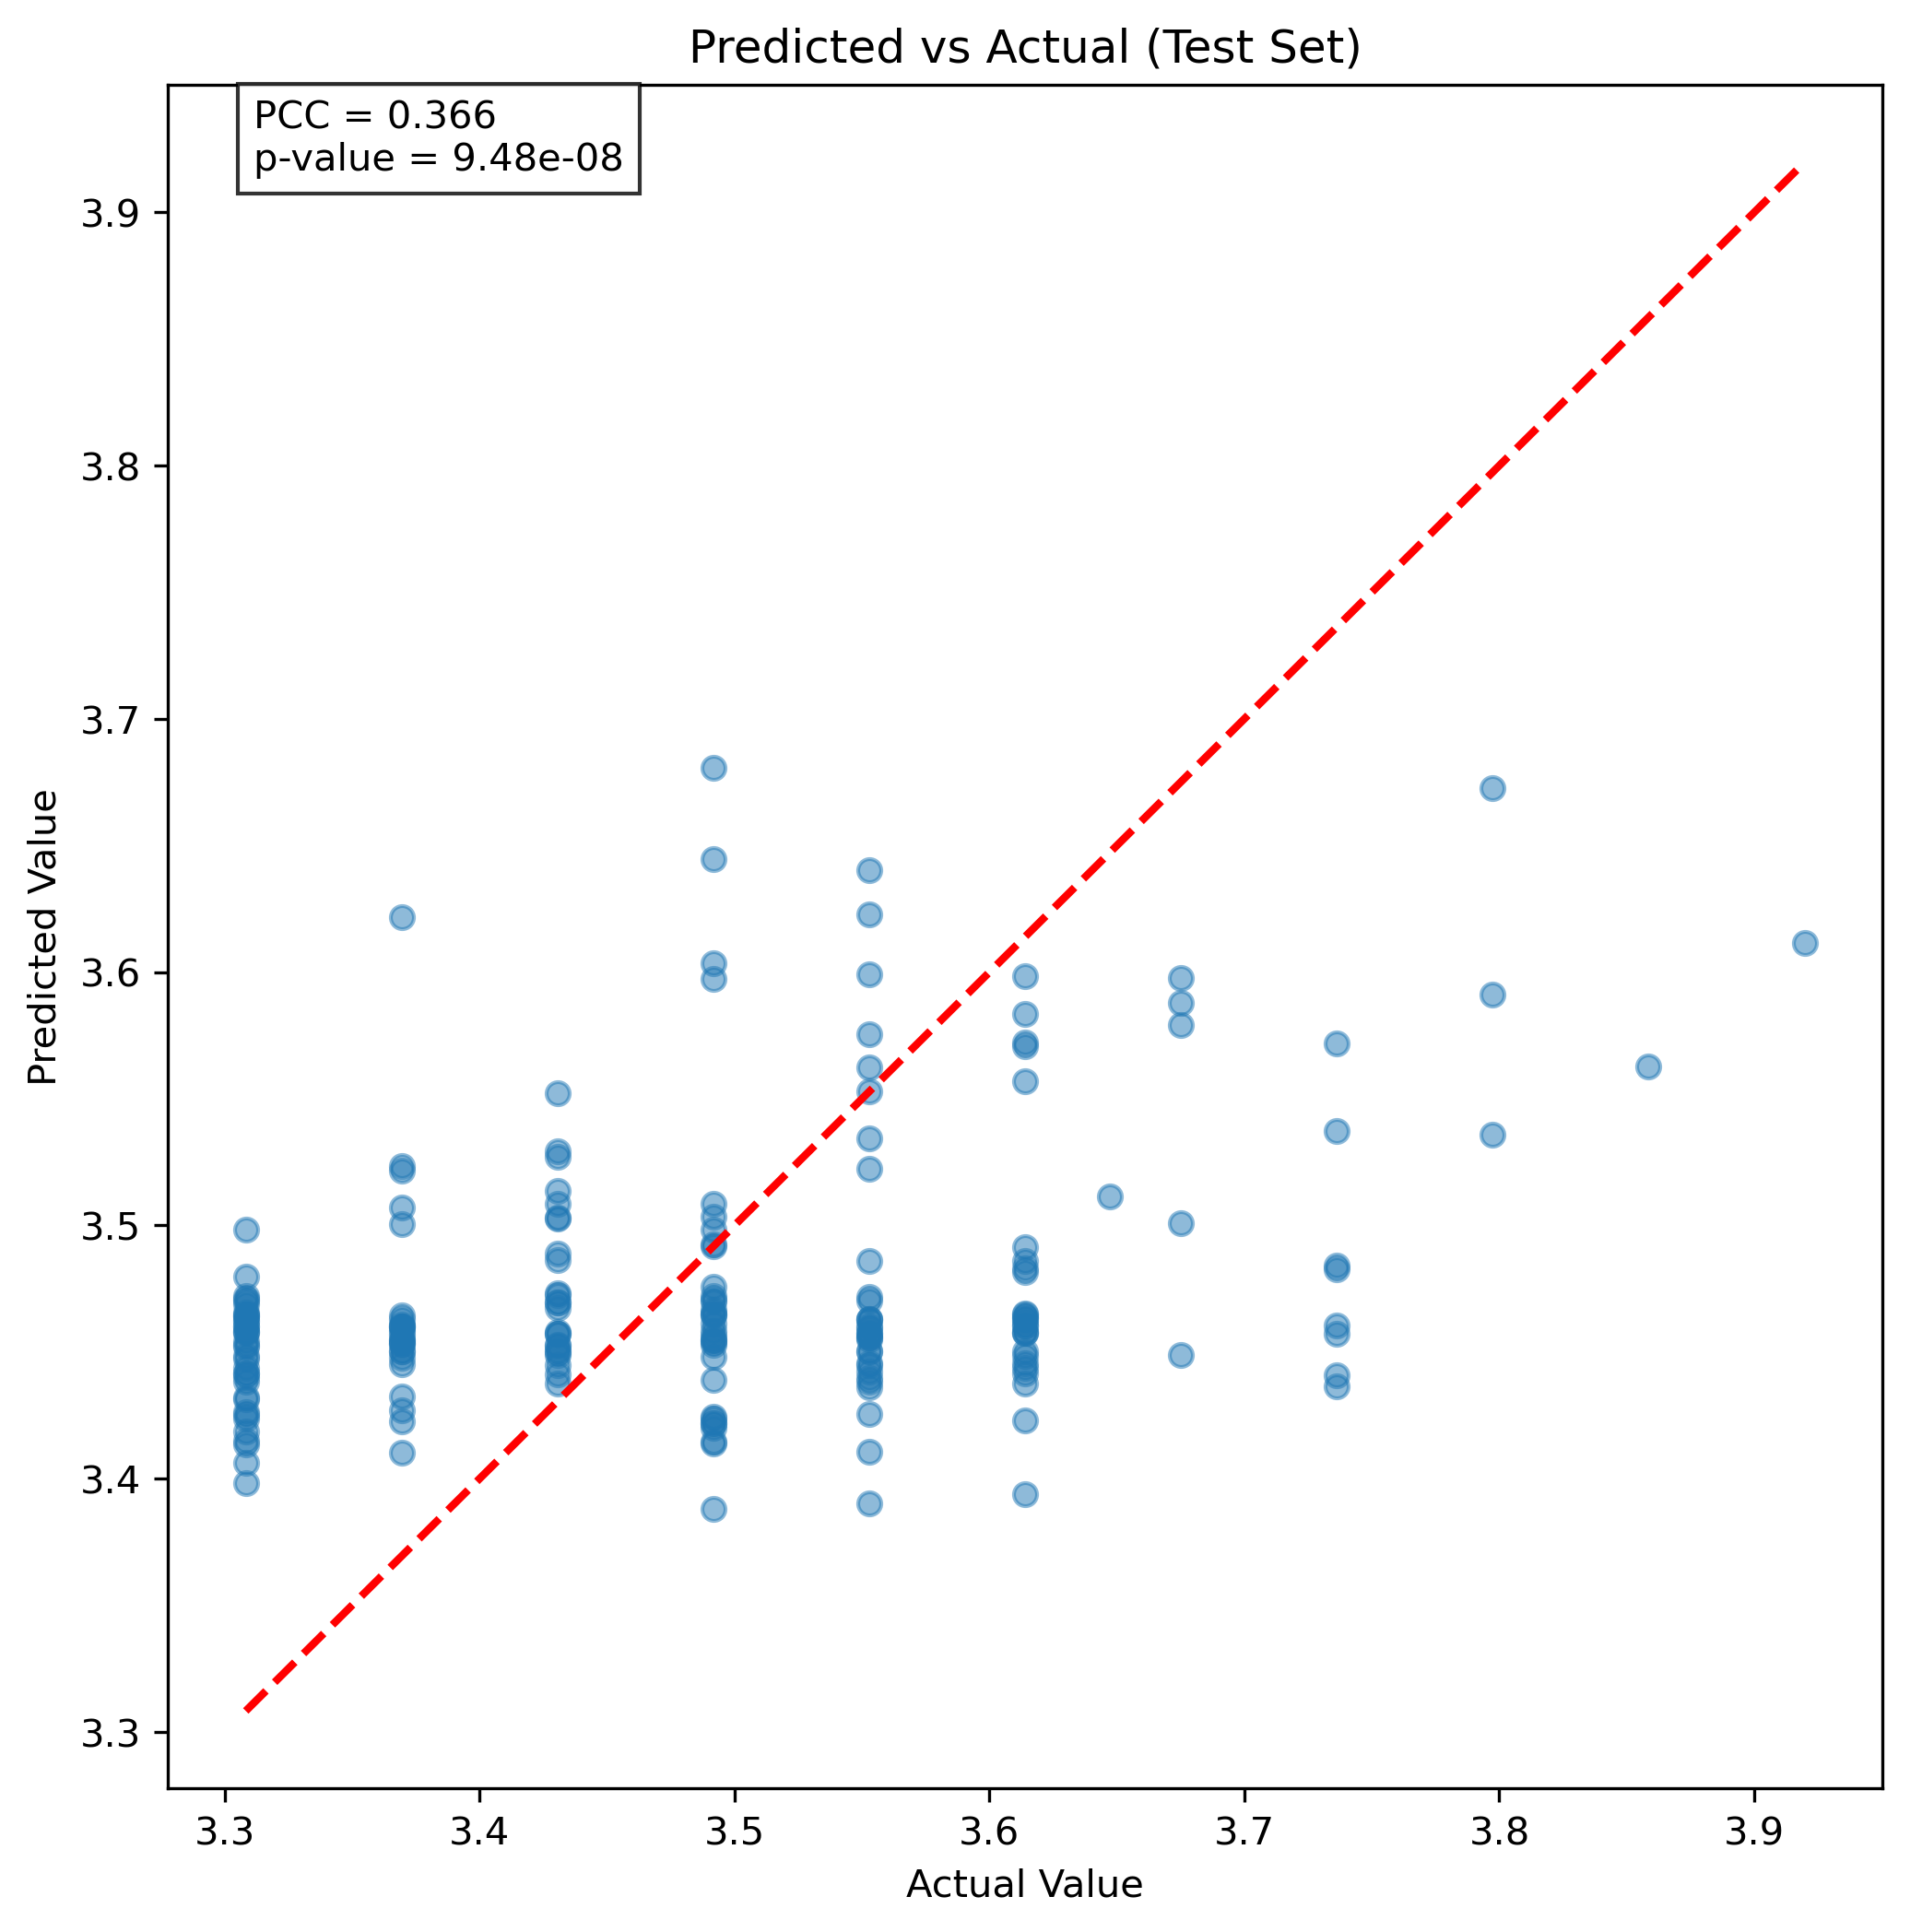 Predicted vs Actual (Test Set)
PCC = 0.366
p-value = 9.48e-08
3.9
3.8
3.7
3.6
3.5
3.4
3.3
Predicted Value
3.3 3.4 3.5 3.6 3.7 3.8 3.9
Actual Value